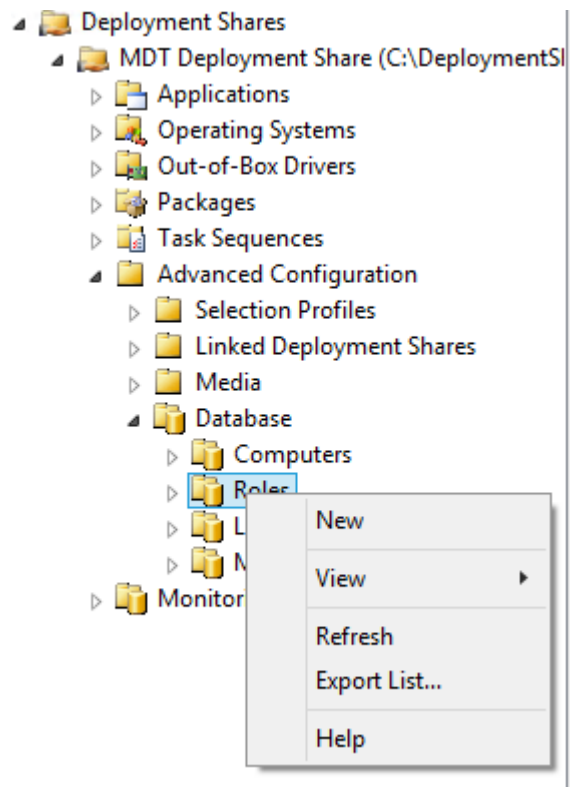 Deployment Shares
MDT Deployment Share (C:\DeploymentSl
Applications
Operating Systems
Out-of-Box Drivers
Packages
Task Sequences
Advanced Configuration
Selection Profiles
Linked Deployment Shares
Media
Database
Computers
Roles
L
M
Monitor
New
View
Refresh
Export List...
Help